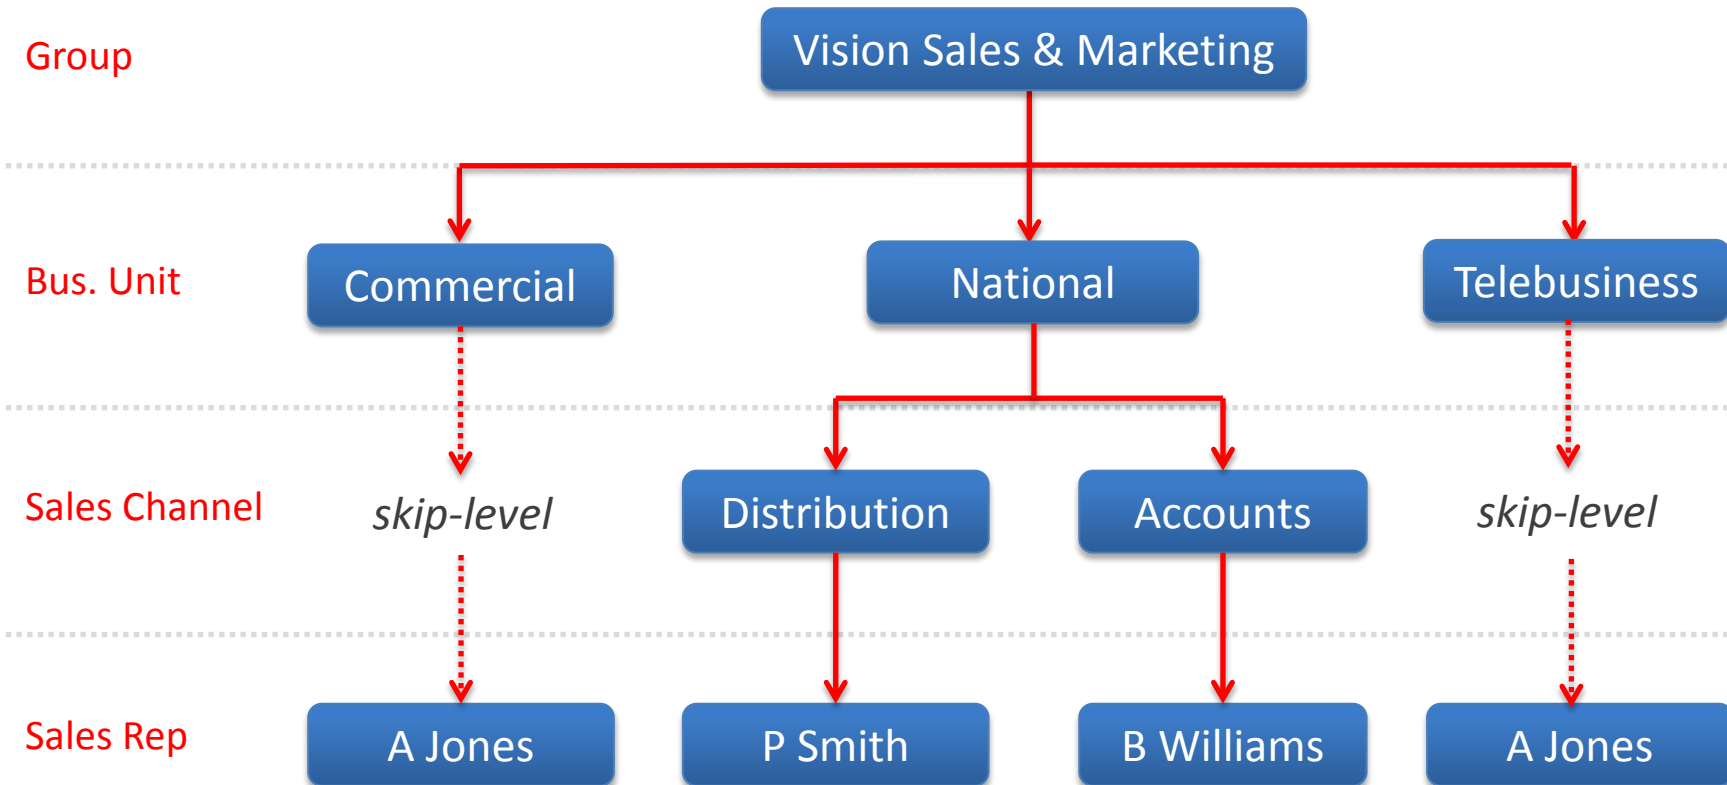 Group
Vision Sales & Marketing
Bus. Unit
Commercial
National
Telebusiness
Sales Channel
skip-level
Distribution
Accounts
skip-level
Sales Rep
A Jones
P Smith
B Williams
A Jones